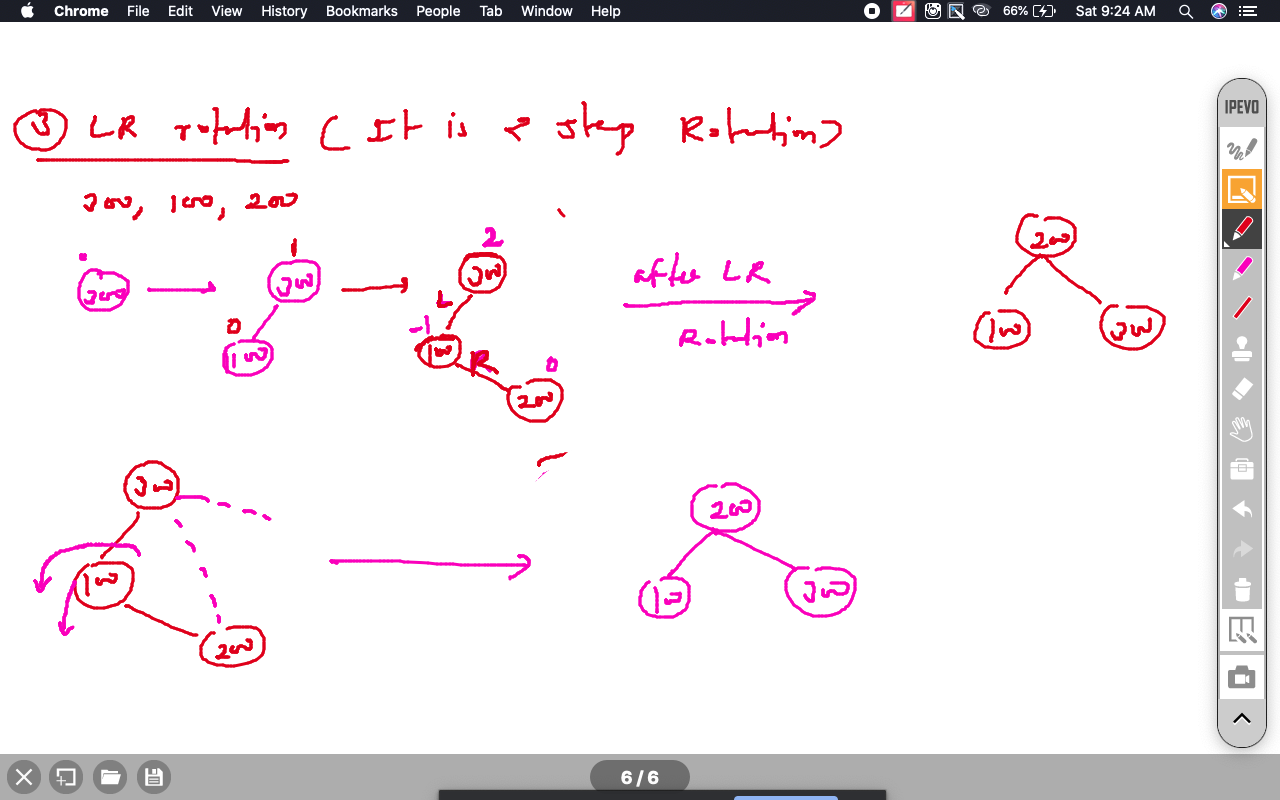 Chrome File Edit View History Bookmarks People Tab Window Help 66% Sat 9:24 AM
IPEVO
3 LR rotation ( It is 2 step Rotation)
300, 100, 200
300
1
300
0
100
2
300
L
-1
100
R
0
200
after LR
Rotation
200
100 300
300
100
200
200
100 300
6 / 6